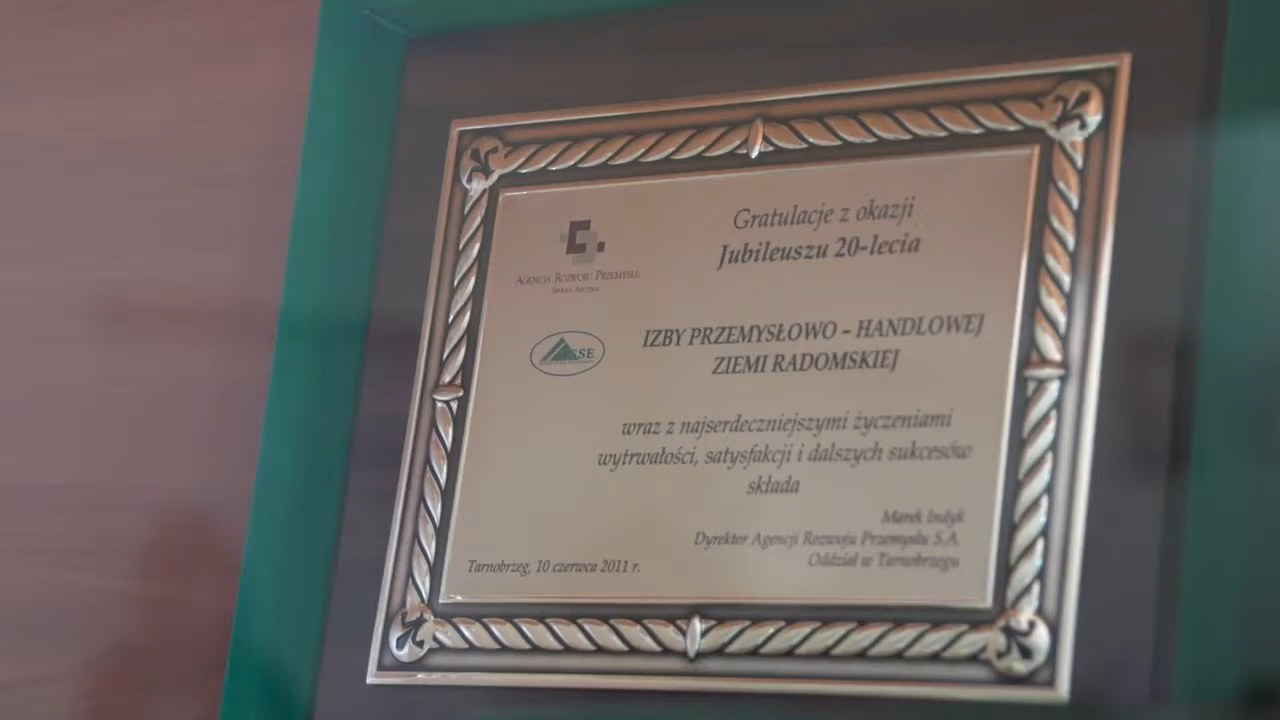 Gratulacje z okazji
Jubileuszu 20-lecia
AGENCJA ROZWOJU PRZEMYSŁU
SPÓŁKA AKCYJNA
IZBY PRZEMYSŁOWO – HANDLOWEJ
ZIEMI RADOMSKIEJ
SSE
wraz z najserdeczniejszymi życzeniami
wytrwałości, satysfakcji i dalszych sukcesów
składa
Marek Indyk
Dyrektor Agencji Rozwoju Przemysłu S.A.
Oddział w Tarnobrzegu
Tarnobrzeg, 10 czerwca 2011 r.